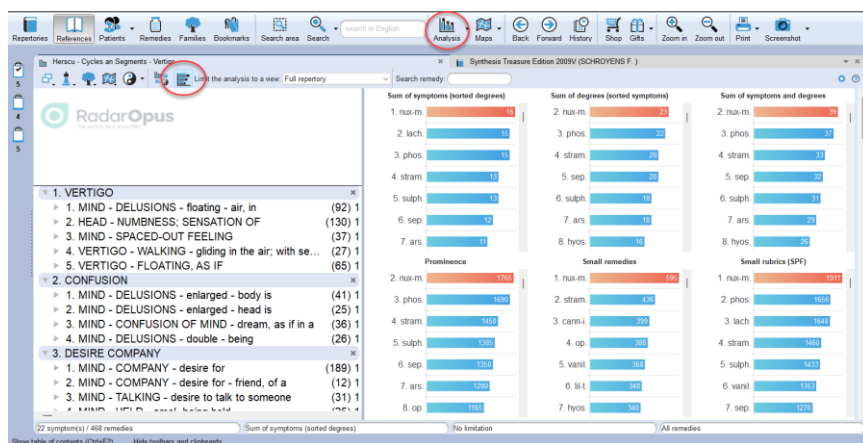 search in English
Repertories References Patients Remedies Families Bookmarks Search area Search Analysis Maps Back Forward History Shop Gifts Zoom in Zoom out Print Screenshot
Herscu - Cycles an Segments - Vertigo
Synthesis Treasure Edition 2009V (SCHROYENS F. )
5
4
5
Limit the analysis to a view: Full repertory
Search remedy:
RadarOpus
1. VERTIGO
1. MIND - DELUSIONS - floating - air, in (92) 1
2. HEAD - NUMBNESS; SENSATION OF (130) 1
3. MIND - SPACED-OUT FEELING (37) 1
4. VERTIGO - WALKING - gliding in the air; with se... (27) 1
5. VERTIGO - FLOATING, AS IF (65) 1
2. CONFUSION
1. MIND - DELUSIONS - enlarged - body is (41) 1
2. MIND - DELUSIONS - enlarged - head is (25) 1
3. MIND - CONFUSION OF MIND - dream, as if in a (36) 1
4. MIND - DELUSIONS - double - being (26) 1
3. DESIRE COMPANY
1. MIND - COMPANY - desire for (189) 1
2. MIND - COMPANY - desire for - friend, of a (12) 1
3. MIND - TALKING - desire to talk to someone (31) 1
Sum of symptoms (sorted degrees)
1. nux-m. 16
2. lach. 15
3. phos. 15
4. stram. 13
5. sulph. 13
6. sep. 12
7. ars. 11
Sum of degrees (sorted symptoms)
2. nux-m. 23
3. phos. 22
4. stram. 20
5. sep. 20
6. sulph. 18
7. ars. 18
8. hyos. 16
Sum of symptoms and degrees
2. nux-m. 39
3. phos. 37
4. stram. 33
5. sep. 32
6. sulph. 31
7. ars. 29
8. hyos. 26
Prominence
2. nux-m. 1765
3. phos. 1690
4. stram. 1450
5. sulph. 1385
6. sep. 1350
7. ars. 1280
8. op. 1165
Small remedies
1. nux-m. 595
2. stram. 436
3. cann-i. 399
4. op. 388
5. vanil. 368
6. lil-t. 348
7. hyos. 340
Small rubrics (SPF)
1. nux-m. 1911
2. phos. 1656
3. lach. 1648
4. stram. 1460
5. sulph. 1433
6. vanil. 1353
7. sep. 1276
22 symptom(s) / 468 remedies
Sum of symptoms (sorted degrees)
No limitation
All remedies
Show table of contents (Ctrl+F2) Hide toolbars and clipboards